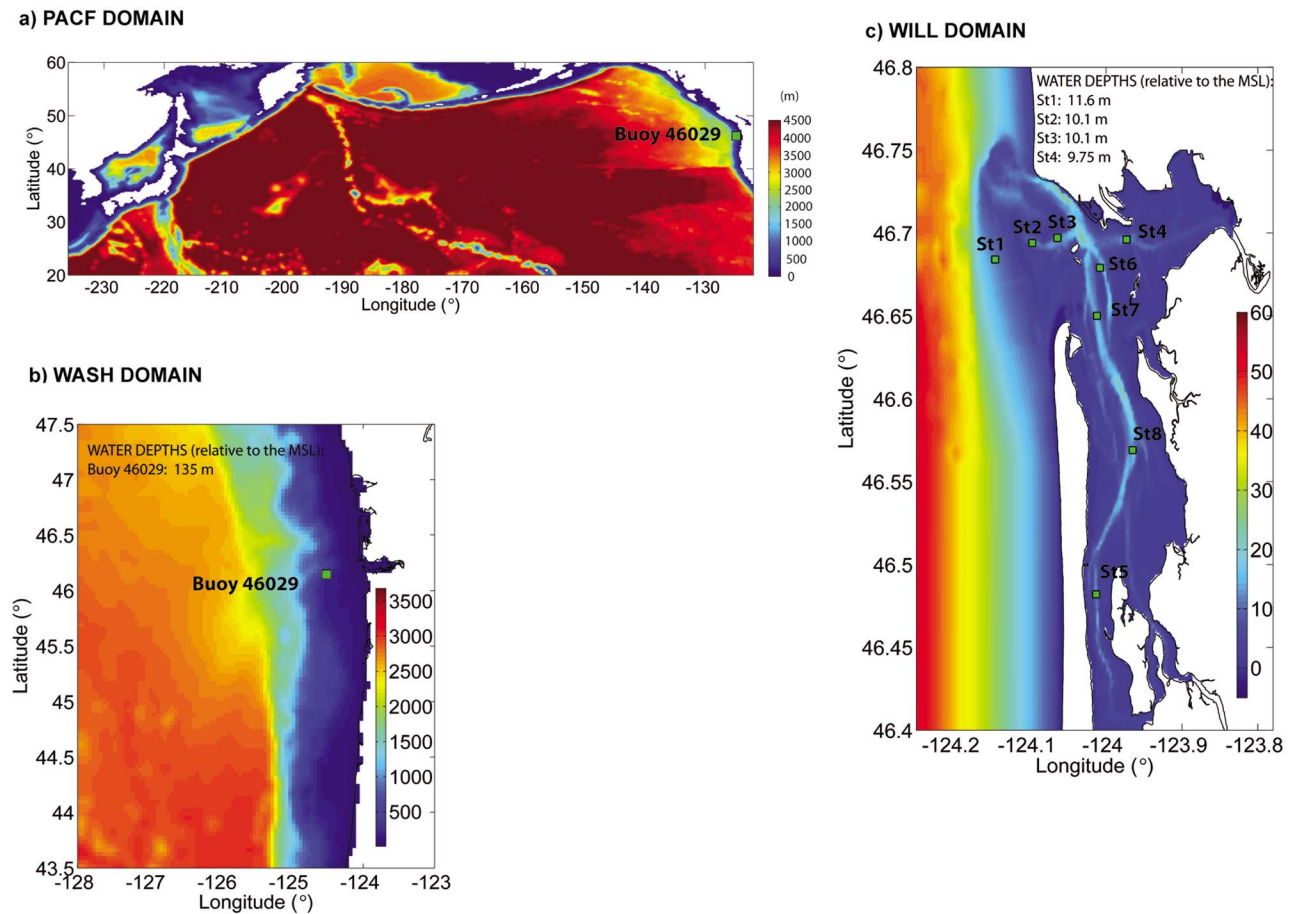 a) PACF DOMAIN
60
50
40
30
20
Latitude (°)
-230
-220
-210
-200
-190
-180
-170
-160
-150
-140
-130
Longitude (°)
Buoy 46029
(m)
4500
4000
3500
3000
2500
2000
1500
1000
500
0
b) WASH DOMAIN
47.5
47
46.5
46
45.5
45
44.5
44
43.5
Latitude (°)
WATER DEPTHS (relative to the MSL):
Buoy 46029: 135 m
Buoy 46029
3500
3000
2500
2000
1500
1000
500
-128
-127
-126
-125
-124
-123
Longitude (°)
c) WILL DOMAIN
46.8
46.75
46.7
46.65
46.6
46.55
46.5
46.45
46.4
Latitude (°)
WATER DEPTHS (relative to the MSL):
St1: 11.6 m
St2: 10.1 m
St3: 10.1 m
St4: 9.75 m
St1
St2
St3
St4
St6
St7
St8
St5
60
50
40
30
20
10
0
-124.2
-124.1
-124
-123.9
-123.8
Longitude (°)